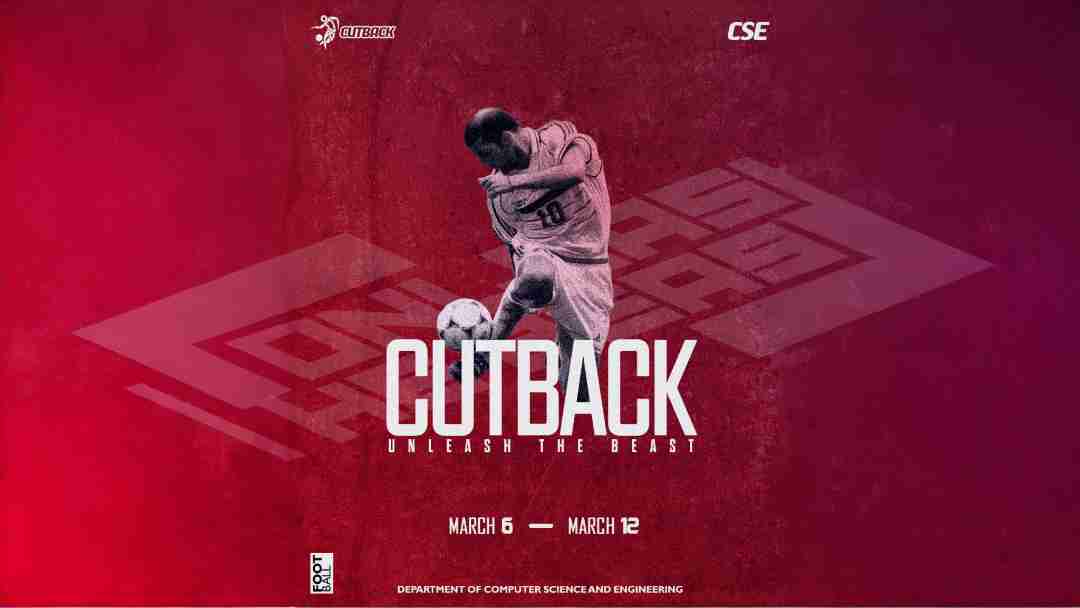 CUTBACK
CSE
10
CUTBACK
UNLEASH THE BEAST
MARCH 6 — MARCH 12
FOOT
BALL
DEPARTMENT OF COMPUTER SCIENCE AND ENGINEERING